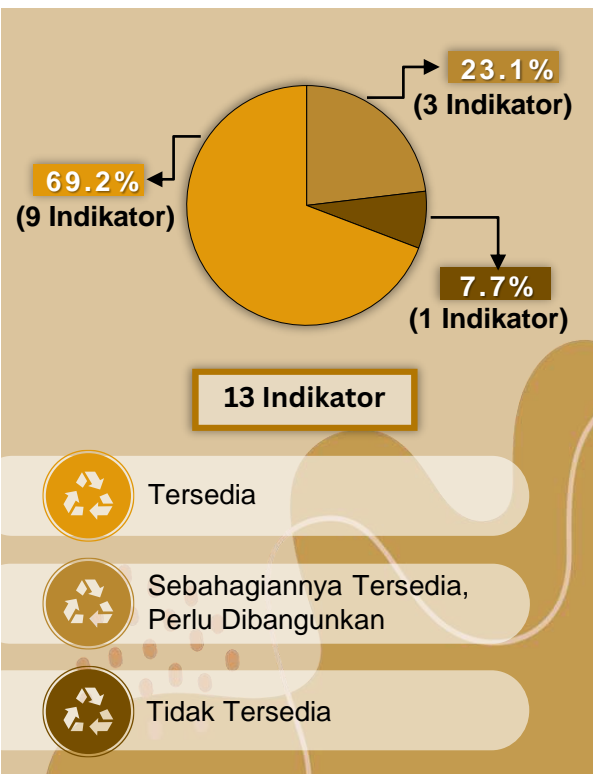 23.1%
(3 Indikator)
69.2%
(9 Indikator)
7.7%
(1 Indikator)
13 Indikator
Tersedia
Sebahagiannya Tersedia,
Perlu Dibangunkan
Tidak Tersedia